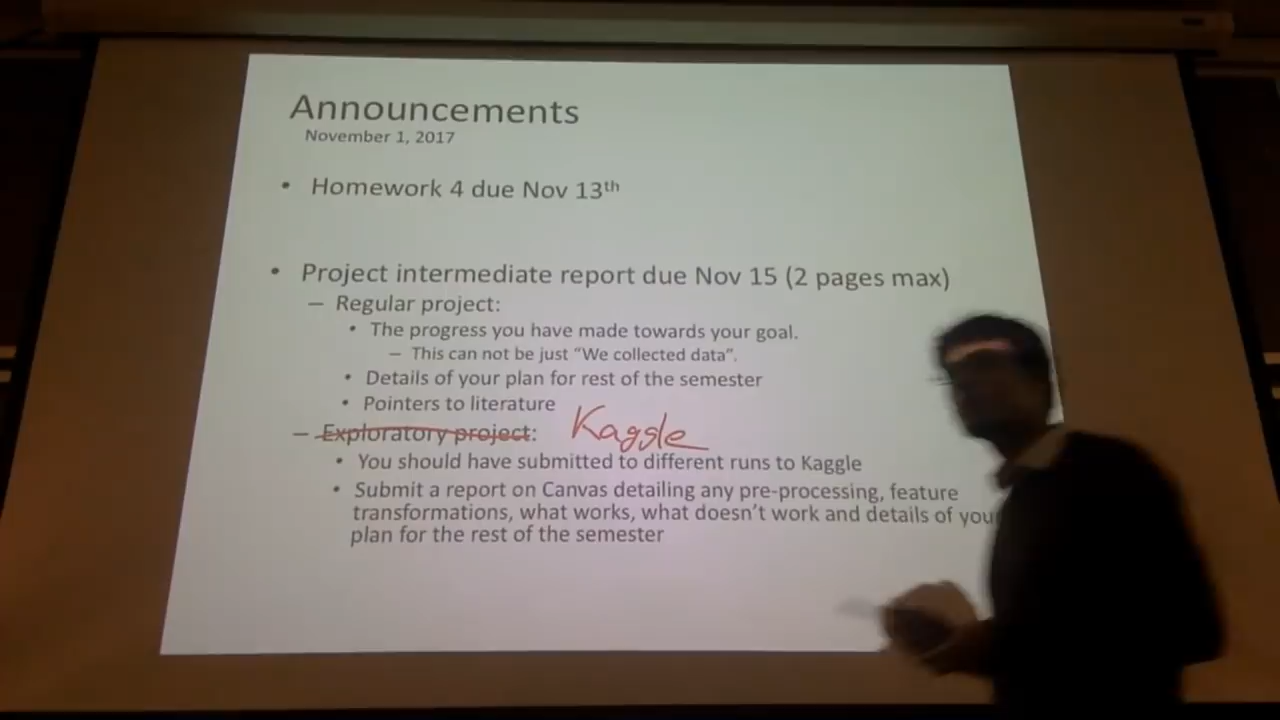 Announcements
November 1, 2017
• Homework 4 due Nov 13th
• Project intermediate report due Nov 15 (2 pages max)
– Regular project:
• The progress you have made towards your goal.
– This can not be just “We collected data”.
• Details of your plan for rest of the semester
• Pointers to literature
– Exploratory project: Kaggle
• You should have submitted to different runs to Kaggle
• Submit a report on Canvas detailing any pre-processing, feature
transformations, what works, what doesn’t work and details of you
plan for the rest of the semester